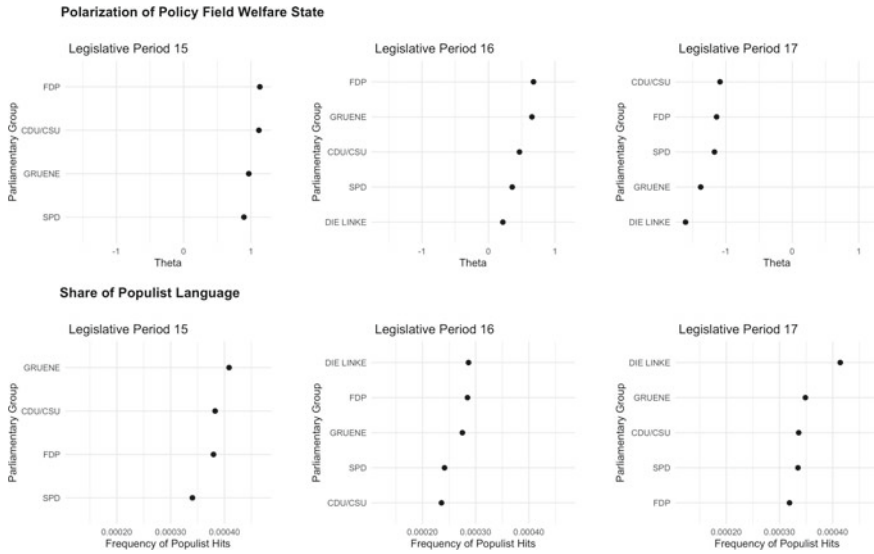 Polarization of Policy Field Welfare State
Legislative Period 15
Parliamentary Group
FDP
CDU/CSU
GRUENE
SPD
-1 0 1
Theta
Legislative Period 16
Parliamentary Group
FDP
GRUENE
CDU/CSU
SPD
DIE LINKE
-1 0 1
Theta
Legislative Period 17
Parliamentary Group
CDU/CSU
FDP
SPD
GRUENE
DIE LINKE
-1 0 1
Theta
Share of Populist Language
Legislative Period 15
Parliamentary Group
GRUENE
CDU/CSU
FDP
SPD
0.00020 0.00030 0.00040
Frequency of Populist Hits
Legislative Period 16
Parliamentary Group
DIE LINKE
FDP
GRUENE
SPD
CDU/CSU
0.00020 0.00030 0.00040
Frequency of Populist Hits
Legislative Period 17
Parliamentary Group
DIE LINKE
GRUENE
CDU/CSU
SPD
FDP
0.00020 0.00030 0.00040
Frequency of Populist Hits